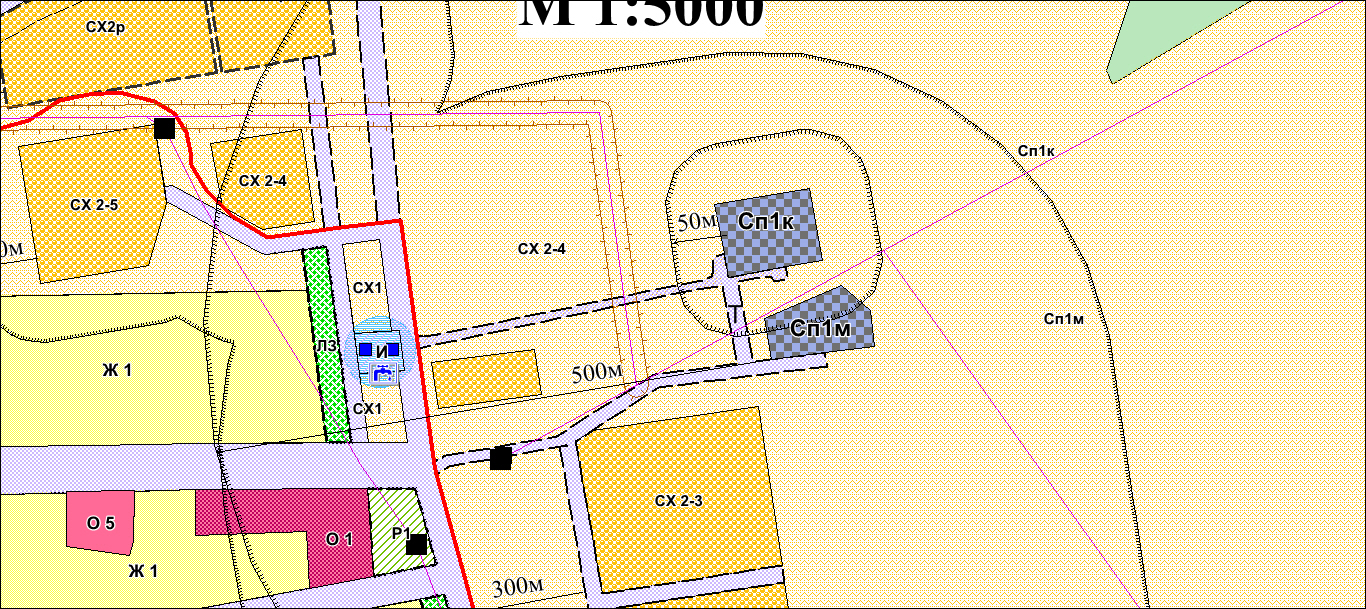 М 1:5000
СХ2р
Сп1к
СХ 2-4
СХ 2-5
50м
Сп1к
0м
СХ 2-4
СХ1
Сп1м
Сп1м
ЛЗ
И
Ж 1
500м
СХ1
СХ 2-3
О 5
Р1
О 1
Ж 1
300м